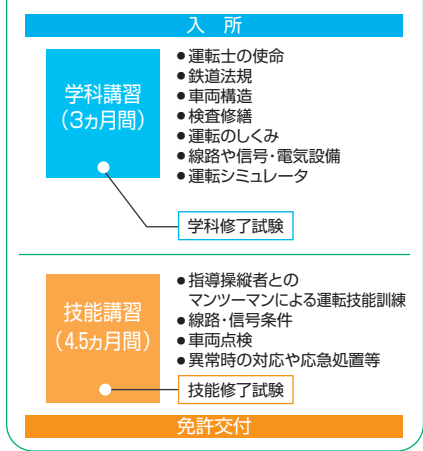 入　所
学科講習
（3ヵ月間）
●運転士の使命
●鉄道法規
●車両構造
●検査修繕
●運転のしくみ
●線路や信号・電気設備
●運転シミュレータ
学科修了試験
技能講習
（4.5ヵ月間）
●指導操縦者との
マンツーマンによる運転技能訓練
●線路・信号条件
●車両点検
●異常時の対応や応急処置等
技能修了試験
免許交付